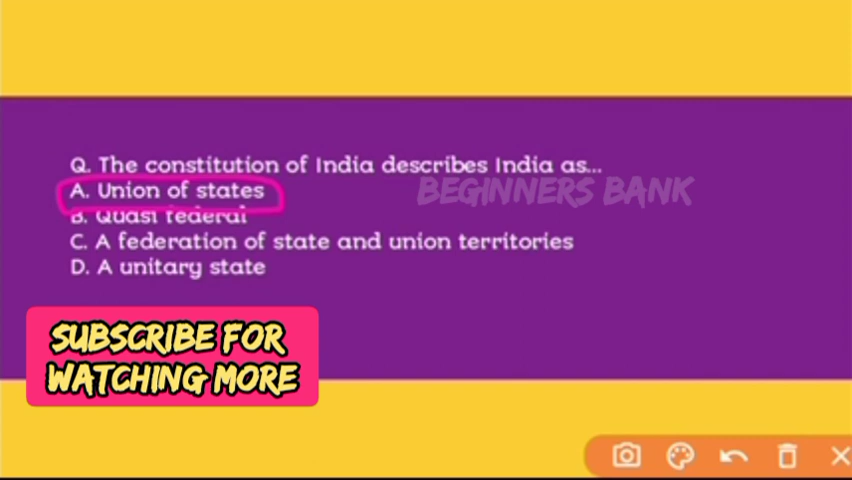 Q. The constitution of India describes India as...
A. Union of states
BEGINNERS BANK
B. Quasi federal
C. A federation of state and union territories
D. A unitary state
SUBSCRIBE FOR
WATCHING MORE